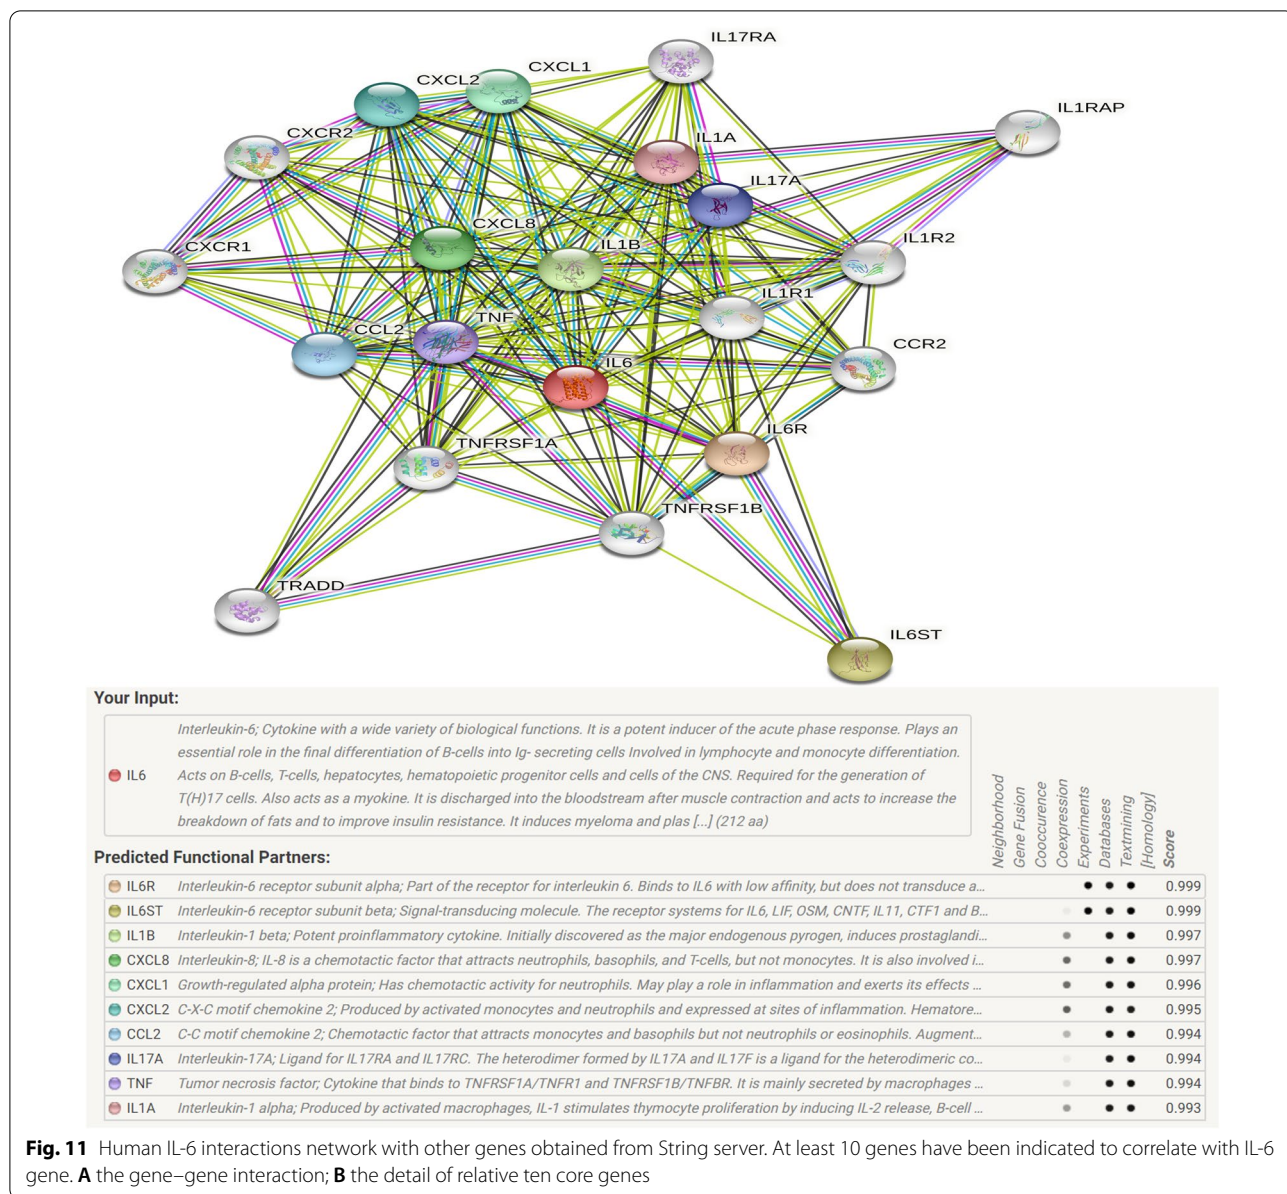 IL17RA
CXCL1
CXCL2
IL1RAP
CXCR2
IL1A
IL17A
CXCL8
IL1B
IL1R2
CXCR1
IL1R1
TNF
CCL2
CCR2
IL6
IL6R
TNFRSF1A
TNFRSF1B
TRADD
IL6ST
Your Input:
Interleukin-6; Cytokine with a wide variety of biological functions. It is a potent inducer of the acute phase response. Plays an
essential role in the final differentiation of B-cells into Ig- secreting cells Involved in lymphocyte and monocyte differentiation.
IL6 Acts on B-cells, T-cells, hepatocytes, hematopoietic progenitor cells and cells of the CNS. Required for the generation of
T(H)17 cells. Also acts as a myokine. It is discharged into the bloodstream after muscle contraction and acts to increase the
breakdown of fats and to improve insulin resistance. It induces myeloma and plas [...] (212 aa)
Neighborhood
Gene Fusion
Cooccurence
Coexpression
Experiments
Databases
Textmining
[Homology]
Score
Predicted Functional Partners:
IL6R Interleukin-6 receptor subunit alpha; Part of the receptor for interleukin 6. Binds to IL6 with low affinity, but does not transduce a... 0.999
IL6ST Interleukin-6 receptor subunit beta; Signal-transducing molecule. The receptor systems for IL6, LIF, OSM, CNTF, IL11, CTF1 and B... 0.999
IL1B Interleukin-1 beta; Potent proinflammatory cytokine. Initially discovered as the major endogenous pyrogen, induces prostaglandi... 0.997
CXCL8 Interleukin-8; IL-8 is a chemotactic factor that attracts neutrophils, basophils, and T-cells, but not monocytes. It is also involved i... 0.997
CXCL1 Growth-regulated alpha protein; Has chemotactic activity for neutrophils. May play a role in inflammation and exerts its effects ... 0.996
CXCL2 C-X-C motif chemokine 2; Produced by activated monocytes and neutrophils and expressed at sites of inflammation. Hematore... 0.995
CCL2 C-C motif chemokine 2; Chemotactic factor that attracts monocytes and basophils but not neutrophils or eosinophils. Augment... 0.994
IL17A Interleukin-17A; Ligand for IL17RA and IL17RC. The heterodimer formed by IL17A and IL17F is a ligand for the heterodimeric co... 0.994
TNF Tumor necrosis factor; Cytokine that binds to TNFRSF1A/TNFR1 and TNFRSF1B/TNFBR. It is mainly secreted by macrophages ... 0.994
IL1A Interleukin-1 alpha; Produced by activated macrophages, IL-1 stimulates thymocyte proliferation by inducing IL-2 release, B-cell ... 0.993
Fig. 11 Human IL-6 interactions network with other genes obtained from String server. At least 10 genes have been indicated to correlate with IL-6
gene. A the gene–gene interaction; B the detail of relative ten core genes